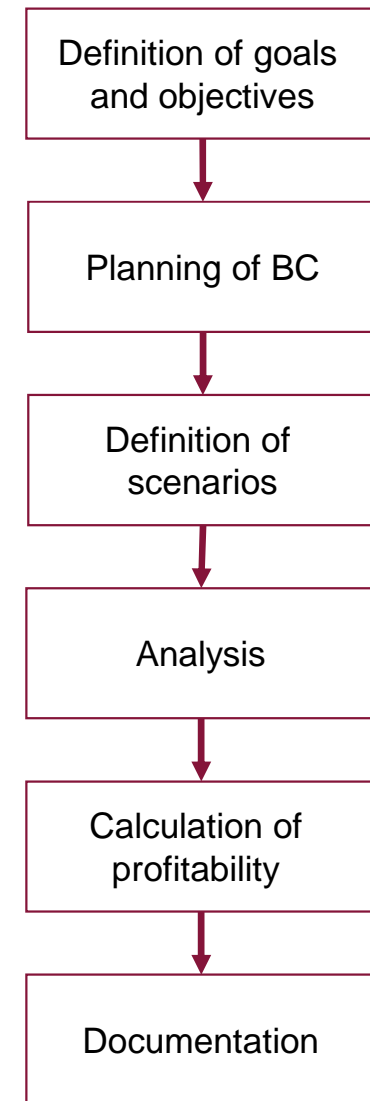 Definition of goals
and objectives
Planning of BC
Definition of
scenarios
Analysis
Calculation of
profitability
Documentation